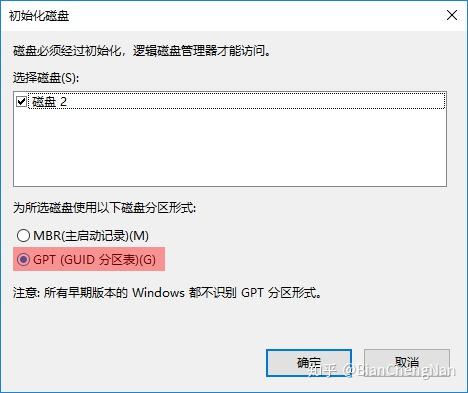 初始化磁盘
磁盘必须经过初始化，逻辑磁盘管理器才能访问。
选择磁盘(S):
磁盘 2
为所选磁盘使用以下磁盘分区形式:
MBR(主启动记录)(M)
GPT (GUID 分区表)(G)
注意: 所有早期版本的 Windows 都不识别 GPT 分区形式。
确定
取消
知乎 @BianChengNan